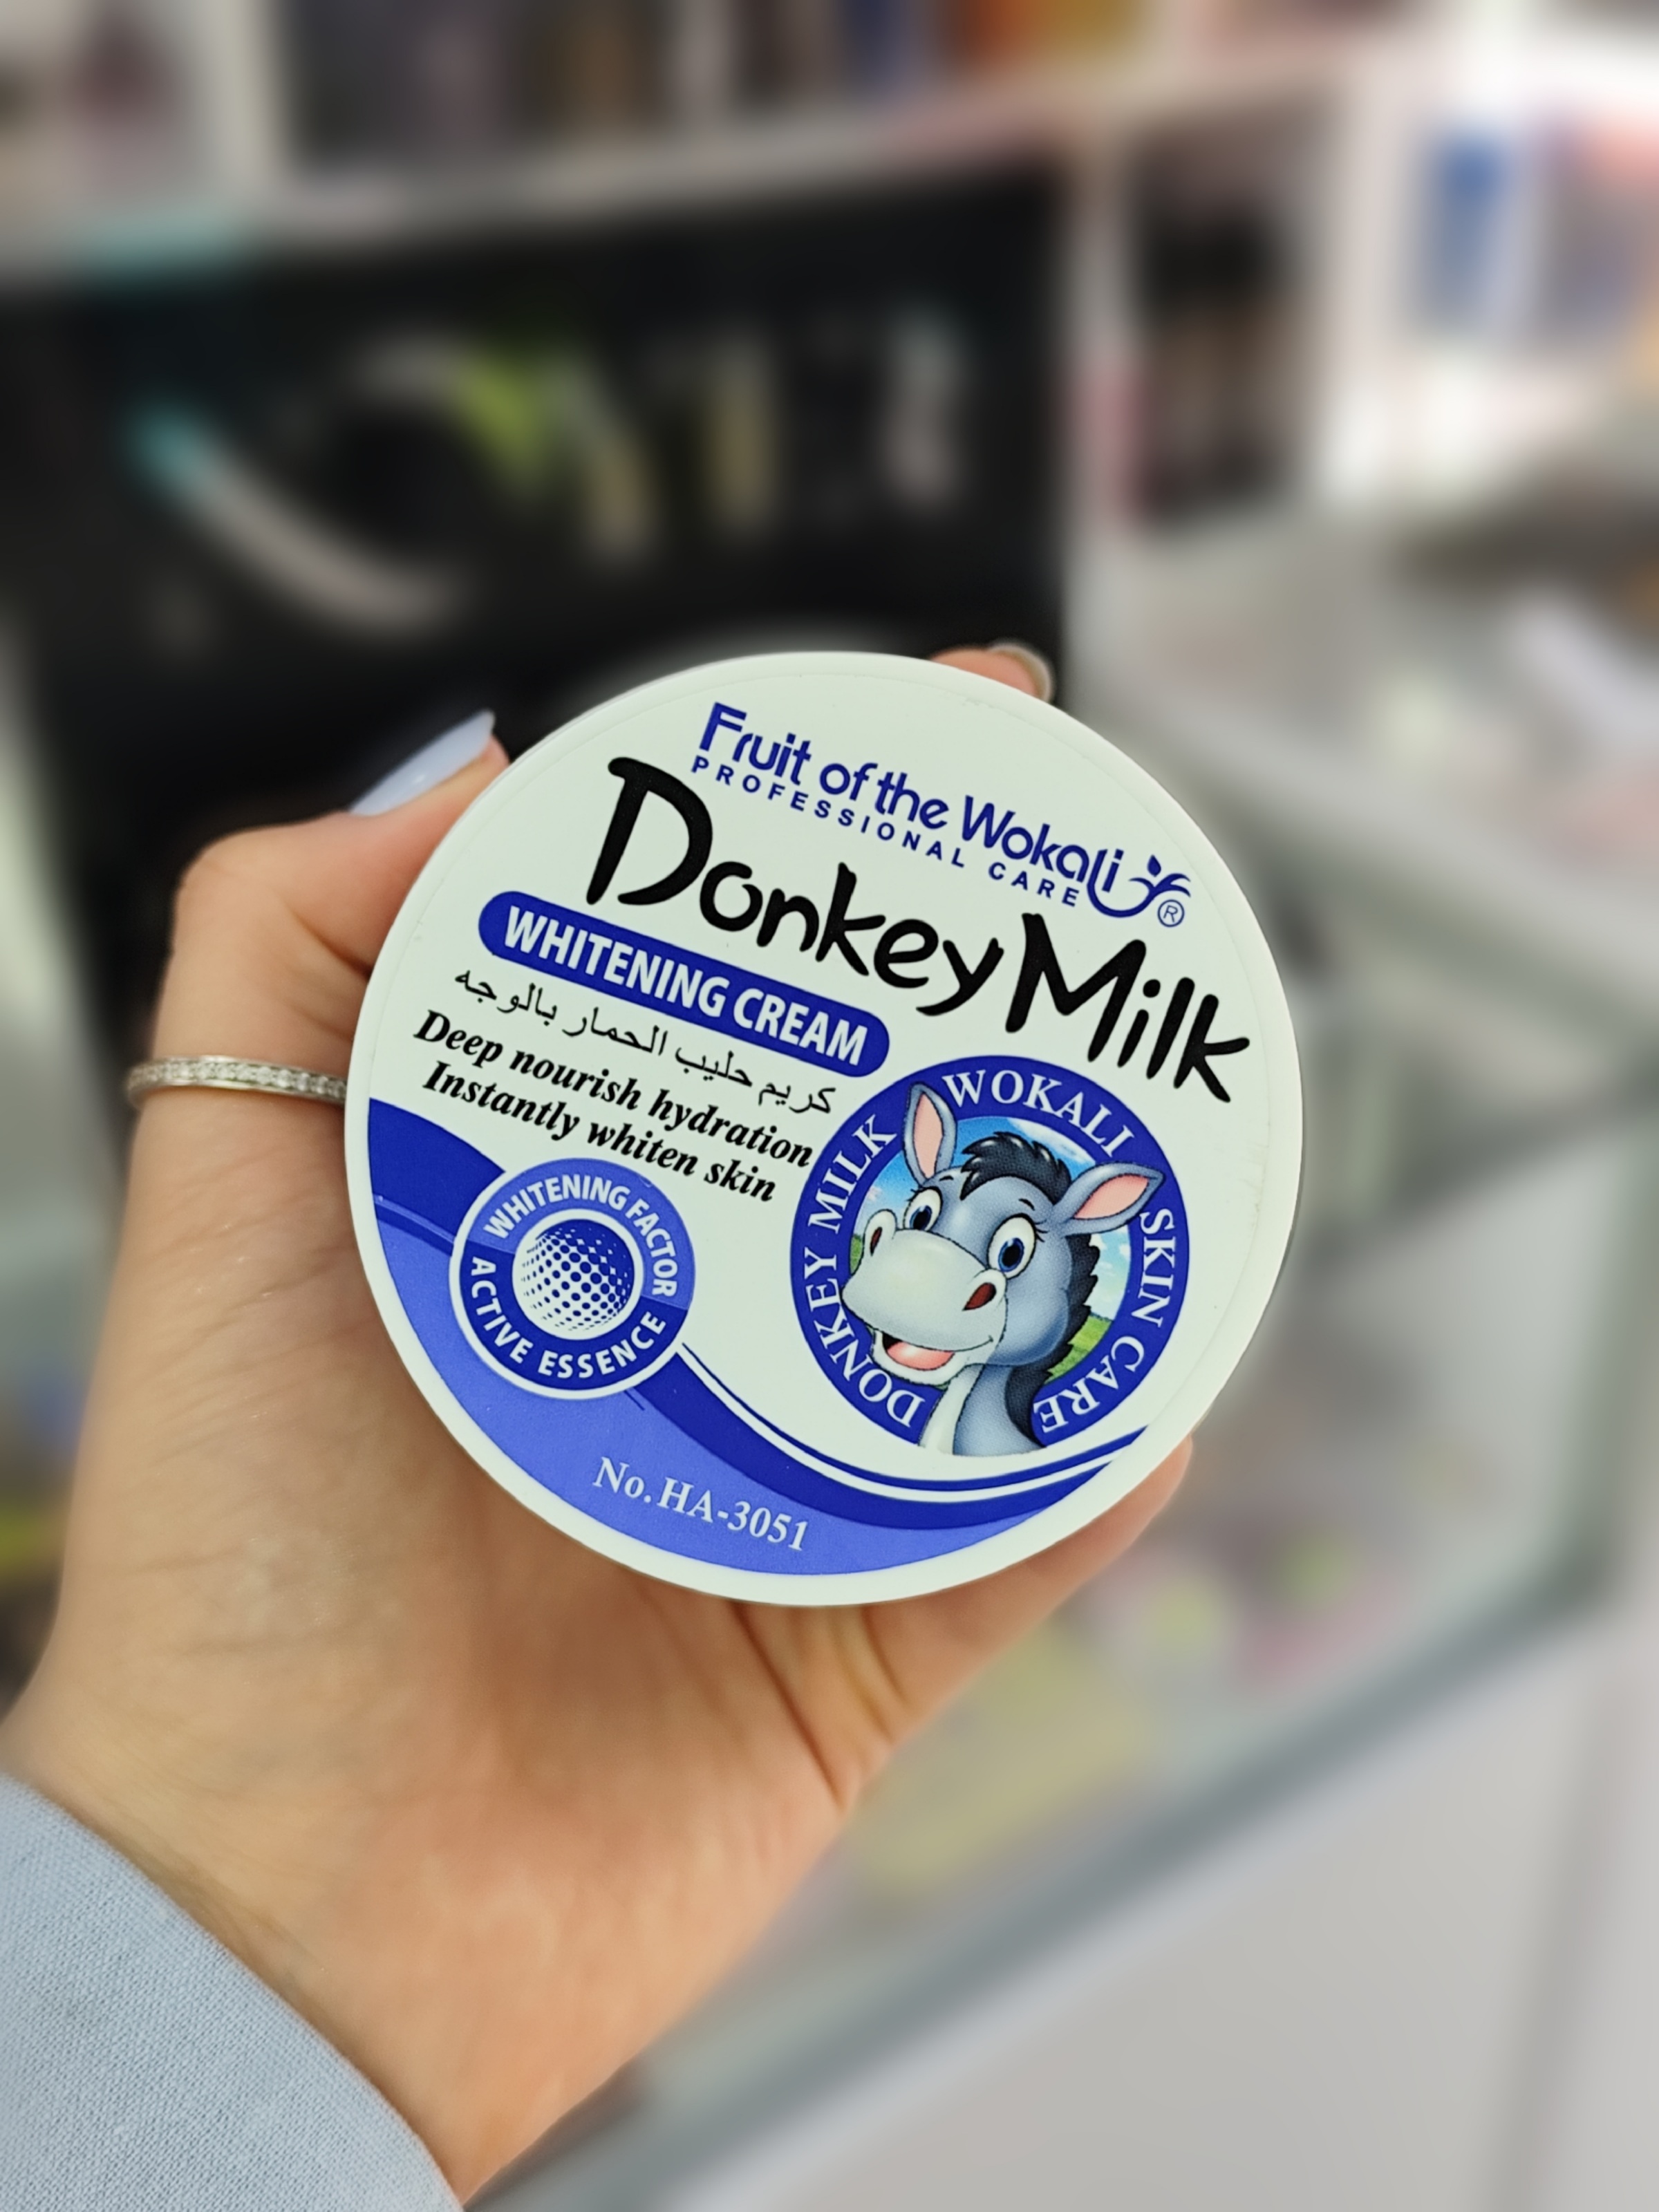 Fruit of the Wokali ®
PROFESSIONAL CARE
Donkey Milk
WHITENING CREAM
كريم حليب الحمار بالوجه
Deep nourish hydration
Instantly whiten skin
WHITENING FACTOR
ACTIVE ESSENCE
DONKEY MILK WOKALI SKIN CARE
No. HA-3051